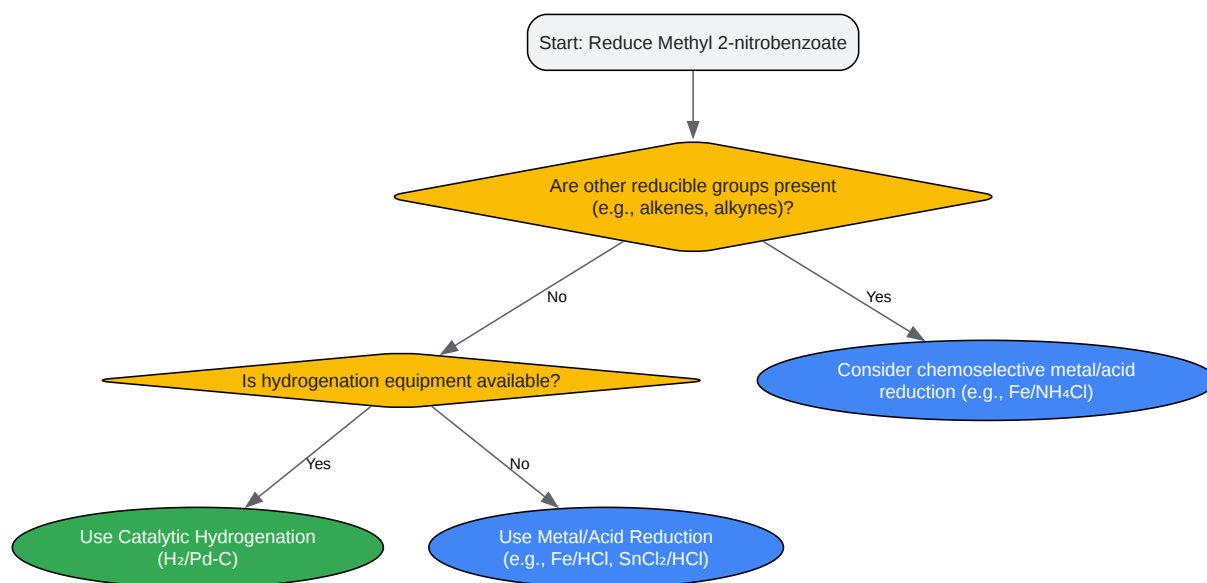 Start: Reduce Methyl 2-nitrobenzoate
Are other reducible groups present
(e.g., alkenes, alkynes)?
No
Yes
Is hydrogenation equipment available?
Consider chemoselective metal/acid
reduction (e.g., Fe/NH₄Cl)
Yes
No
Use Catalytic Hydrogenation
(H₂/Pd-C)
Use Metal/Acid Reduction
(e.g., Fe/HCl, SnCl₂/HCl)